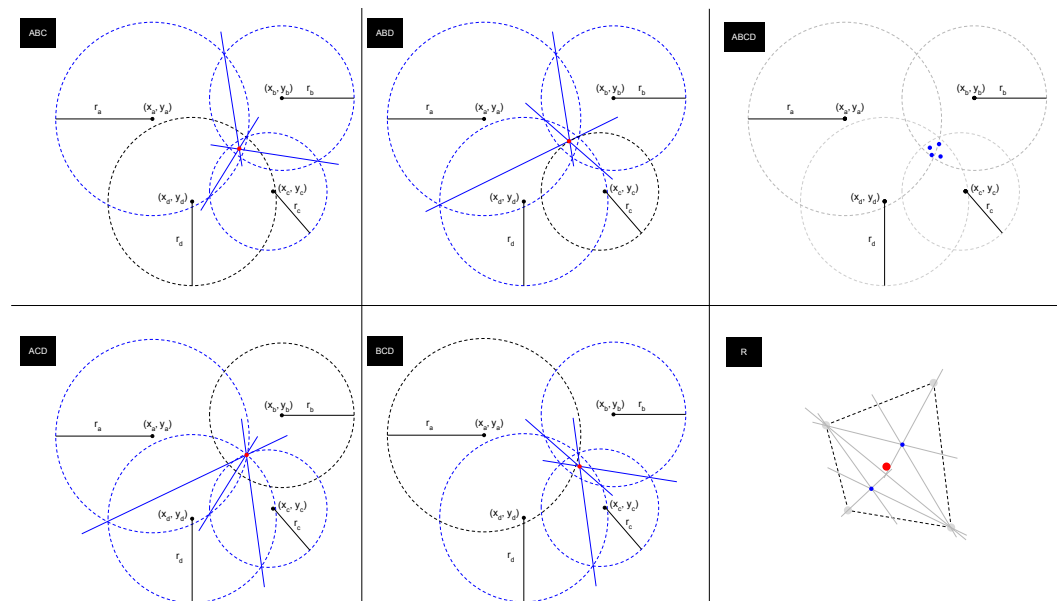 ABC
(x_b, y_b) r_b
r_a (x_a, y_a)
(x_c, y_c)
(x_d, y_d)
r_c
r_d
ABD
(x_b, y_b) r_b
r_a (x_a, y_a)
(x_c, y_c)
(x_d, y_d)
r_c
r_d
ABCD
(x_b, y_b) r_b
r_a (x_a, y_a)
(x_c, y_c)
(x_d, y_d)
r_c
r_d
ACD
(x_b, y_b) r_b
r_a (x_a, y_a)
(x_c, y_c)
(x_d, y_d)
r_c
r_d
BCD
(x_b, y_b) r_b
r_a (x_a, y_a)
(x_c, y_c)
(x_d, y_d)
r_c
r_d
R